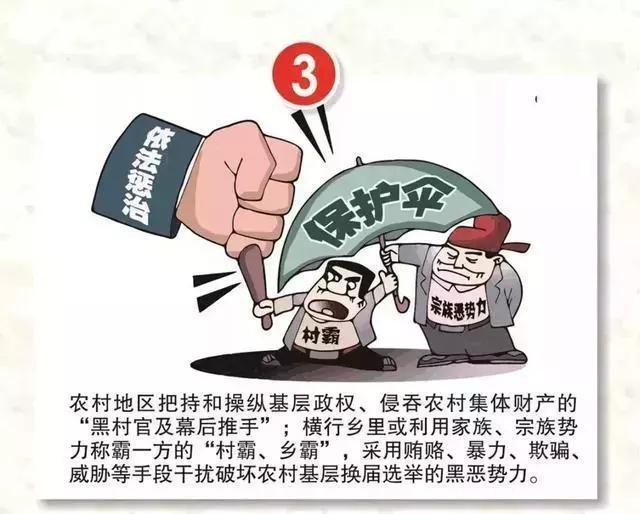 3
依法惩治
保护伞
村霸
宗族恶势力
农村地区把持和操纵基层政权、侵吞农村集体财产的
“黑村官及幕后推手”；横行乡里或利用家族、宗族势
力称霸一方的“村霸、乡霸”，采用贿赂、暴力、欺骗、
威胁等手段干扰破坏农村基层换届选举的黑恶势力。